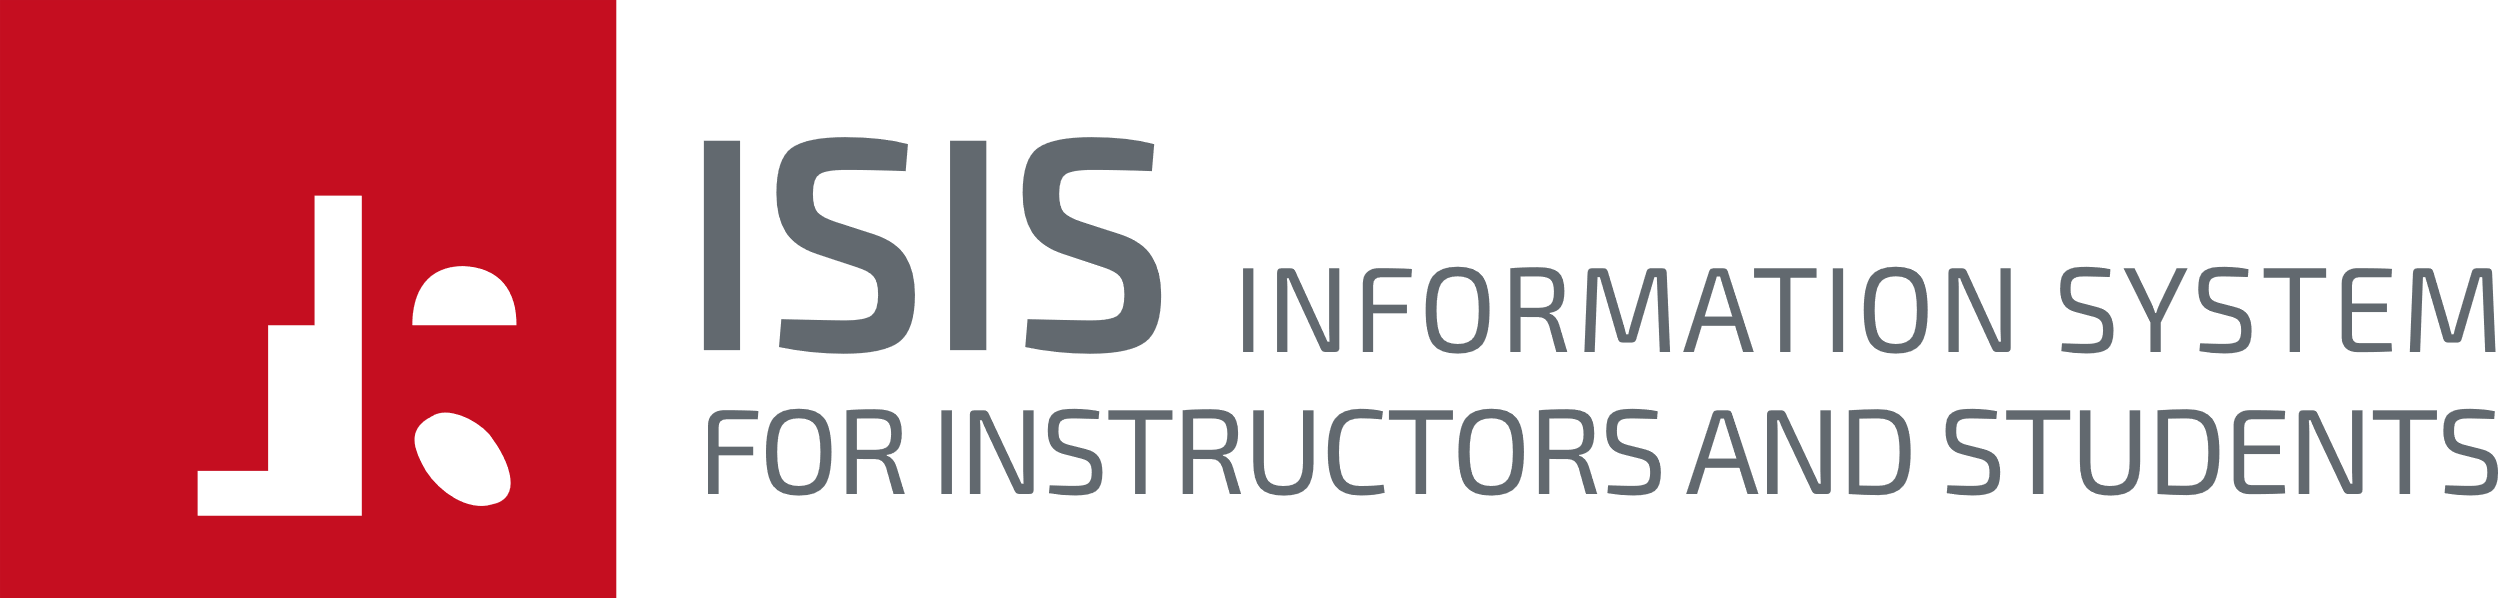 ISIS INFORMATION SYSTEM
FOR INSTRUCTORS AND STUDENTS